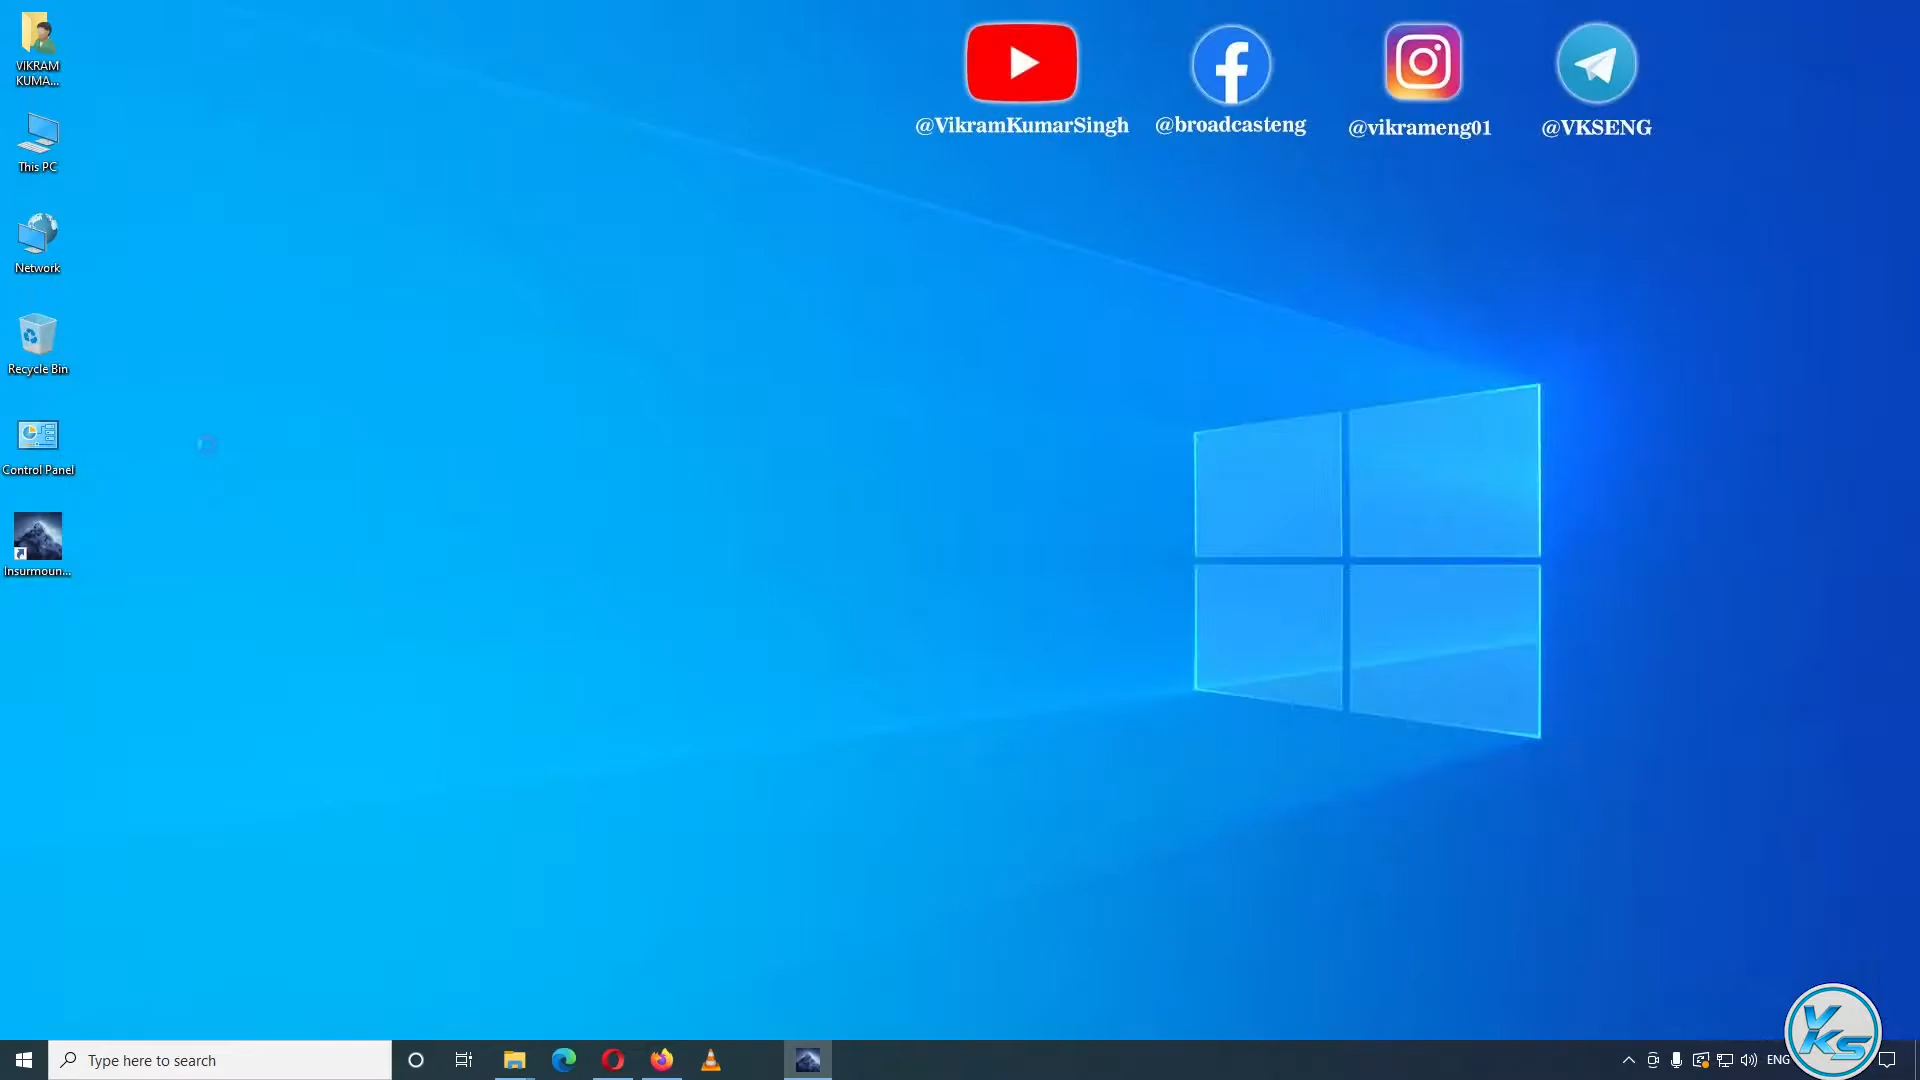 @VikramKumarSingh
@broadcasteng
@vikrameng01
@VKSENG
VIKRAM
KUMA...
This PC
Network
Recycle Bin
Control Panel
Insurmoun...
Type here to search
ENG
VKS